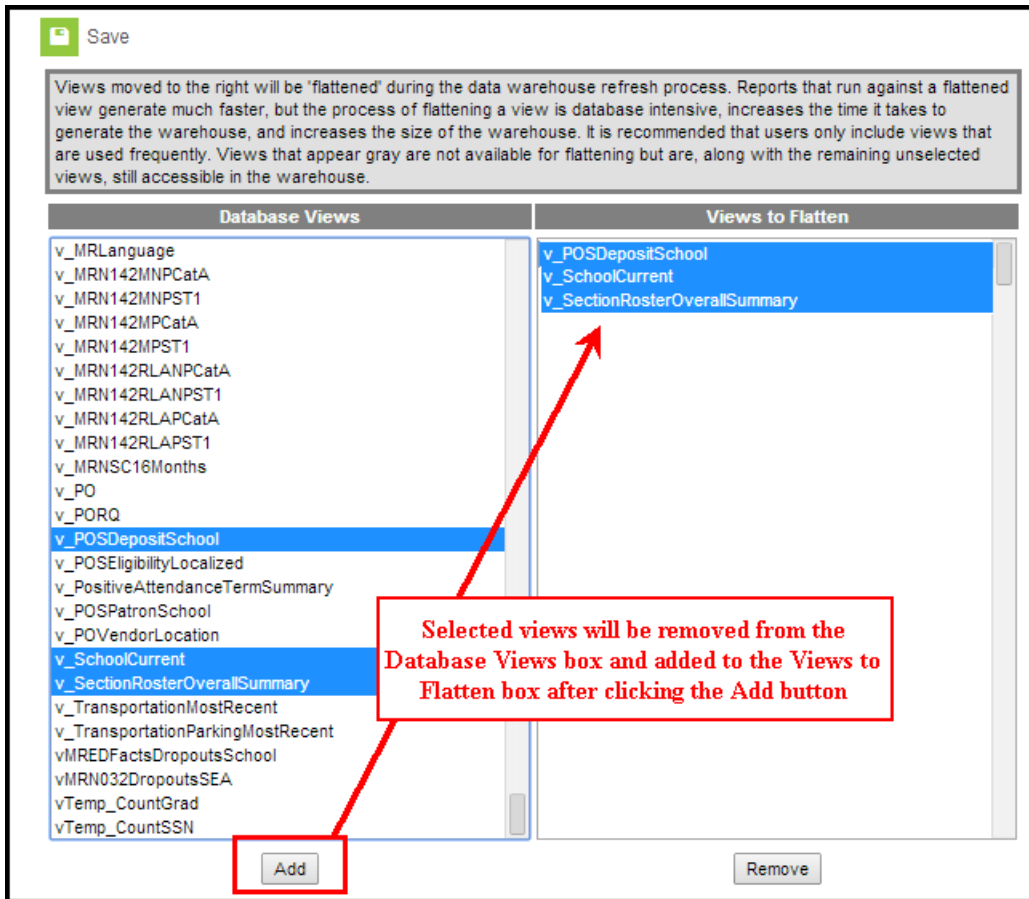 Save
Views moved to the right will be 'flattened' during the data warehouse refresh process. Reports that run against a flattened
view generate much faster, but the process of flattening a view is database intensive, increases the time it takes to
generate the warehouse, and increases the size of the warehouse. It is recommended that users only include views that
are used frequently. Views that appear gray are not available for flattening but are, along with the remaining unselected
views, still accessible in the warehouse.
Database Views
v_MRLanguage
v_MRN142MNPCatA
v_MRN142MNPST1
v_MRN142MPCatA
v_MRN142MPST1
v_MRN142RLANPCatA
v_MRN142RLANPST1
v_MRN142RLAPCatA
v_MRN142RLAPST1
v_MRNSC16Months
v_PO
v_PORQ
v_POSDepositSchool
v_POSEligibilityLocalized
v_PositiveAttendanceTermSummary
v_POSPatronSchool
v_POVendorLocation
v_SchoolCurrent
v_SectionRosterOverallSummary
v_TransportationMostRecent
v_TransportationParkingMostRecent
vMREDFactsDropoutsSchool
vMRN032DropoutsSEA
vTemp_CountGrad
vTemp_CountSSN
Add
Views to Flatten
v_POSDepositSchool
v_SchoolCurrent
v_SectionRosterOverallSummary
Selected views will be removed from the
Database Views box and added to the Views to
Flatten box after clicking the Add button
Remove